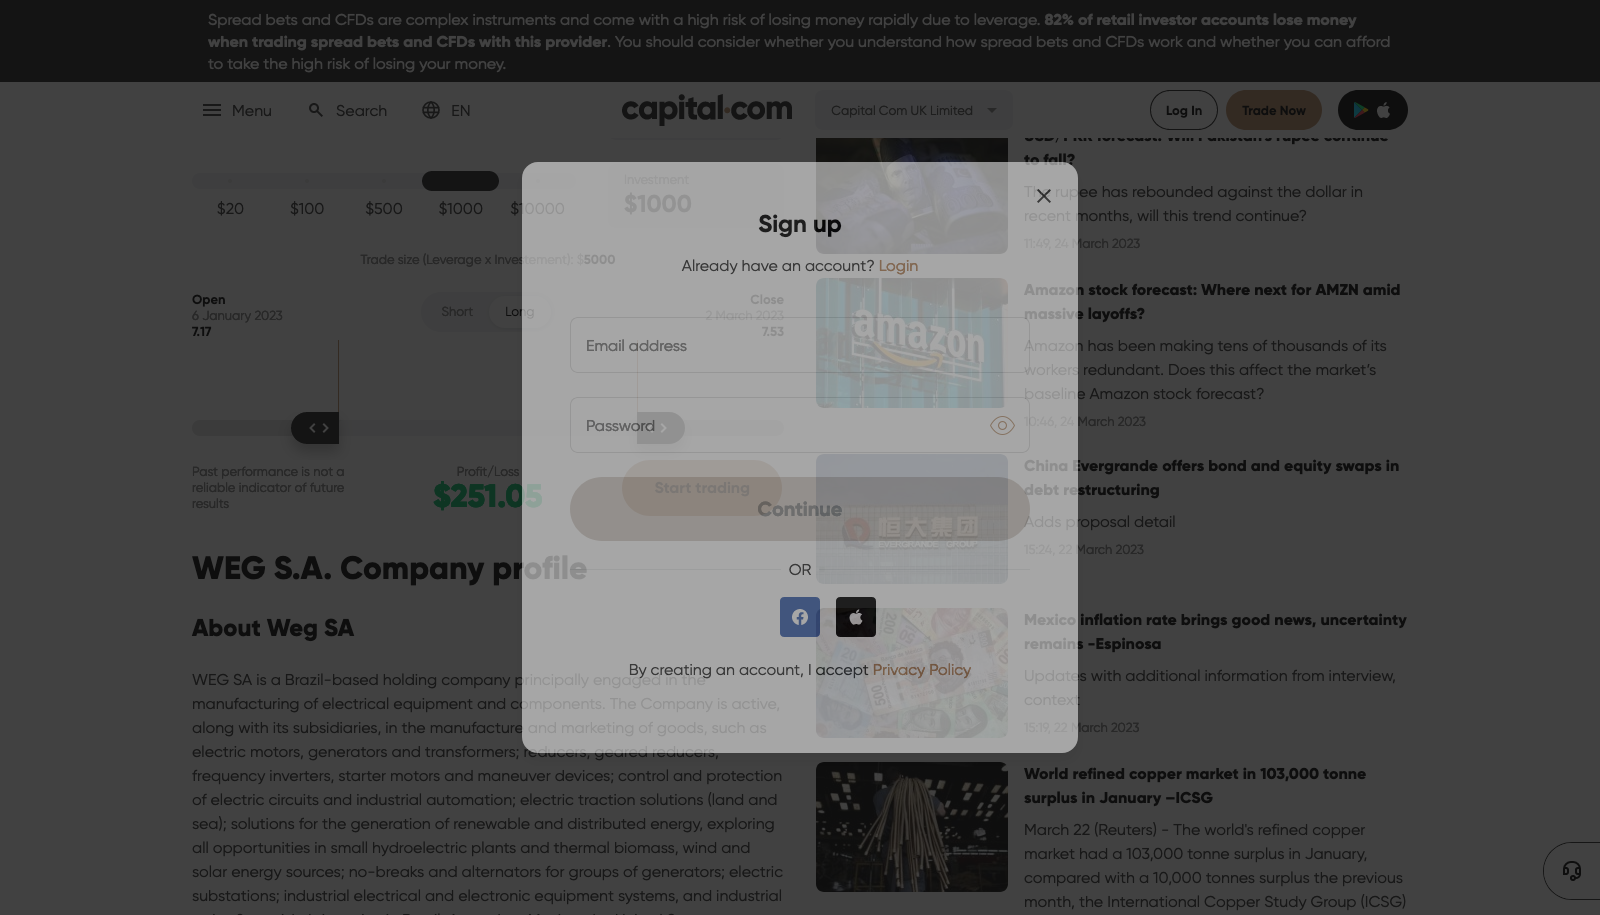 Spread bets and CFDs are complex instruments and come with a high risk of losing money rapidly due to leverage. 82% of retail investor accounts lose money
when trading spread bets and CFDs with this provider. You should consider whether you understand how spread bets and CFDs work and whether you can afford
to take the high risk of losing your money.
Menu
Search
EN
capital.com
Capital Com UK Limited
Log In
Trade Now
$20
$100
$500
$1000
$10000
Investment
$1000
Trade size (Leverage x Investement): $5000
Open
6 January 2023
7.17
Short
Long
Close
2 March 2023
7.53
Past performance is not a
reliable indicator of future
results
Profit/Loss
$251.05
Start trading
WEG S.A. Company profile
About Weg SA
WEG SA is a Brazil-based holding company principally engaged in the
manufacturing of electrical equipment and components. The Company is active,
along with its subsidiaries, in the manufacture and marketing of goods, such as
electric motors, generators and transformers; reducers, geared reducers,
frequency inverters, starter motors and maneuver devices; control and protection
of electric circuits and industrial automation; electric traction solutions (land and
sea); solutions for the generation of renewable and distributed energy, exploring
all opportunities in small hydroelectric plants and thermal biomass, wind and
solar energy sources; no-breaks and alternators for groups of generators; electric
substations; industrial electrical and electronic equipment systems, and industrial
Sign up
Already have an account? Login
Email address
Password
Continue
OR
By creating an account, I accept Privacy Policy
USD/PKR forecast: Will Pakistan's rupee continue
to fall?
The rupee has rebounded against the dollar in
recent months, will this trend continue?
11:49, 24 March 2023
amazon
Amazon stock forecast: Where next for AMZN amid
massive layoffs?
Amazon has been making tens of thousands of its
workers redundant. Does this affect the market's
baseline Amazon stock forecast?
10:46, 24 March 2023
恒大集团
EVERGRANDE GROUP
China Evergrande offers bond and equity swaps in
debt restructuring
Adds proposal detail
15:24, 22 March 2023
Mexico inflation rate brings good news, uncertainty
remains -Espinosa
Updates with additional information from interview,
context
15:19, 22 March 2023
World refined copper market in 103,000 tonne
surplus in January –ICSG
March 22 (Reuters) - The world's refined copper
market had a 103,000 tonne surplus in January,
compared with a 10,000 tonnes surplus the previous
month, the International Copper Study Group (ICSG)